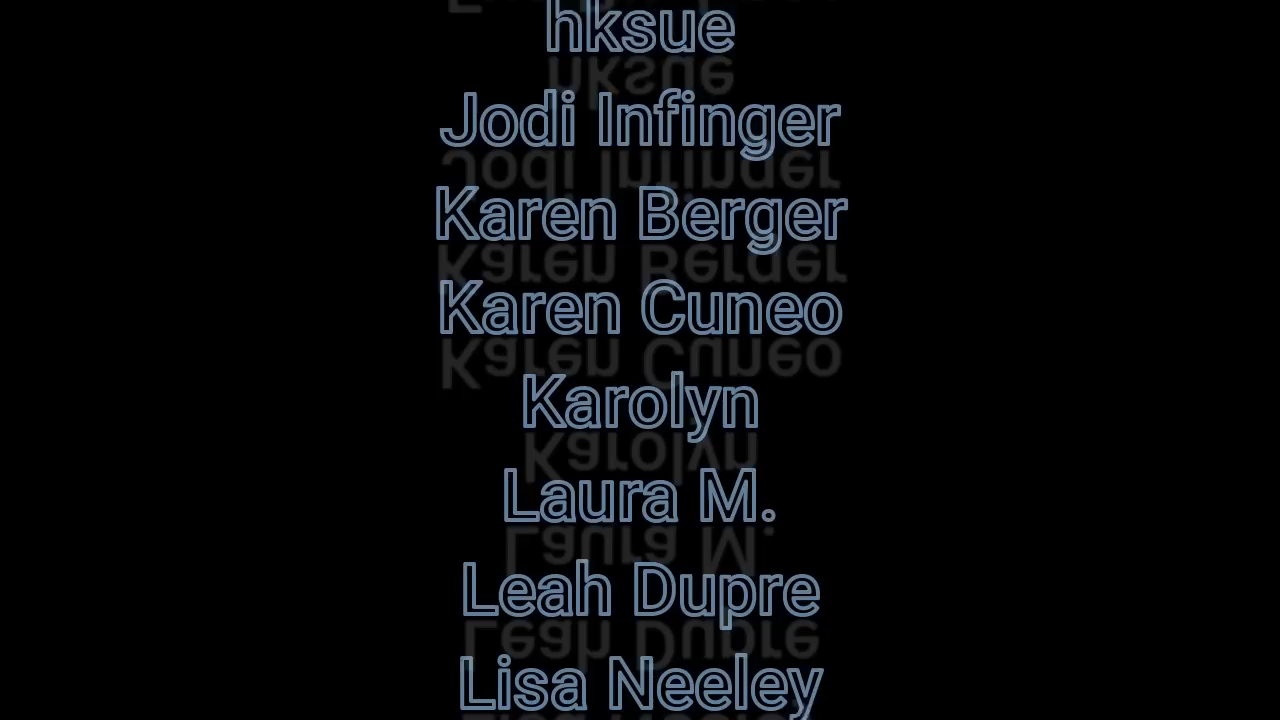 hksue
Jodi Infinger
Karen Berger
Karen Cuneo
Karolyn
Laura M.
Leah Dupre
Lisa Neeley